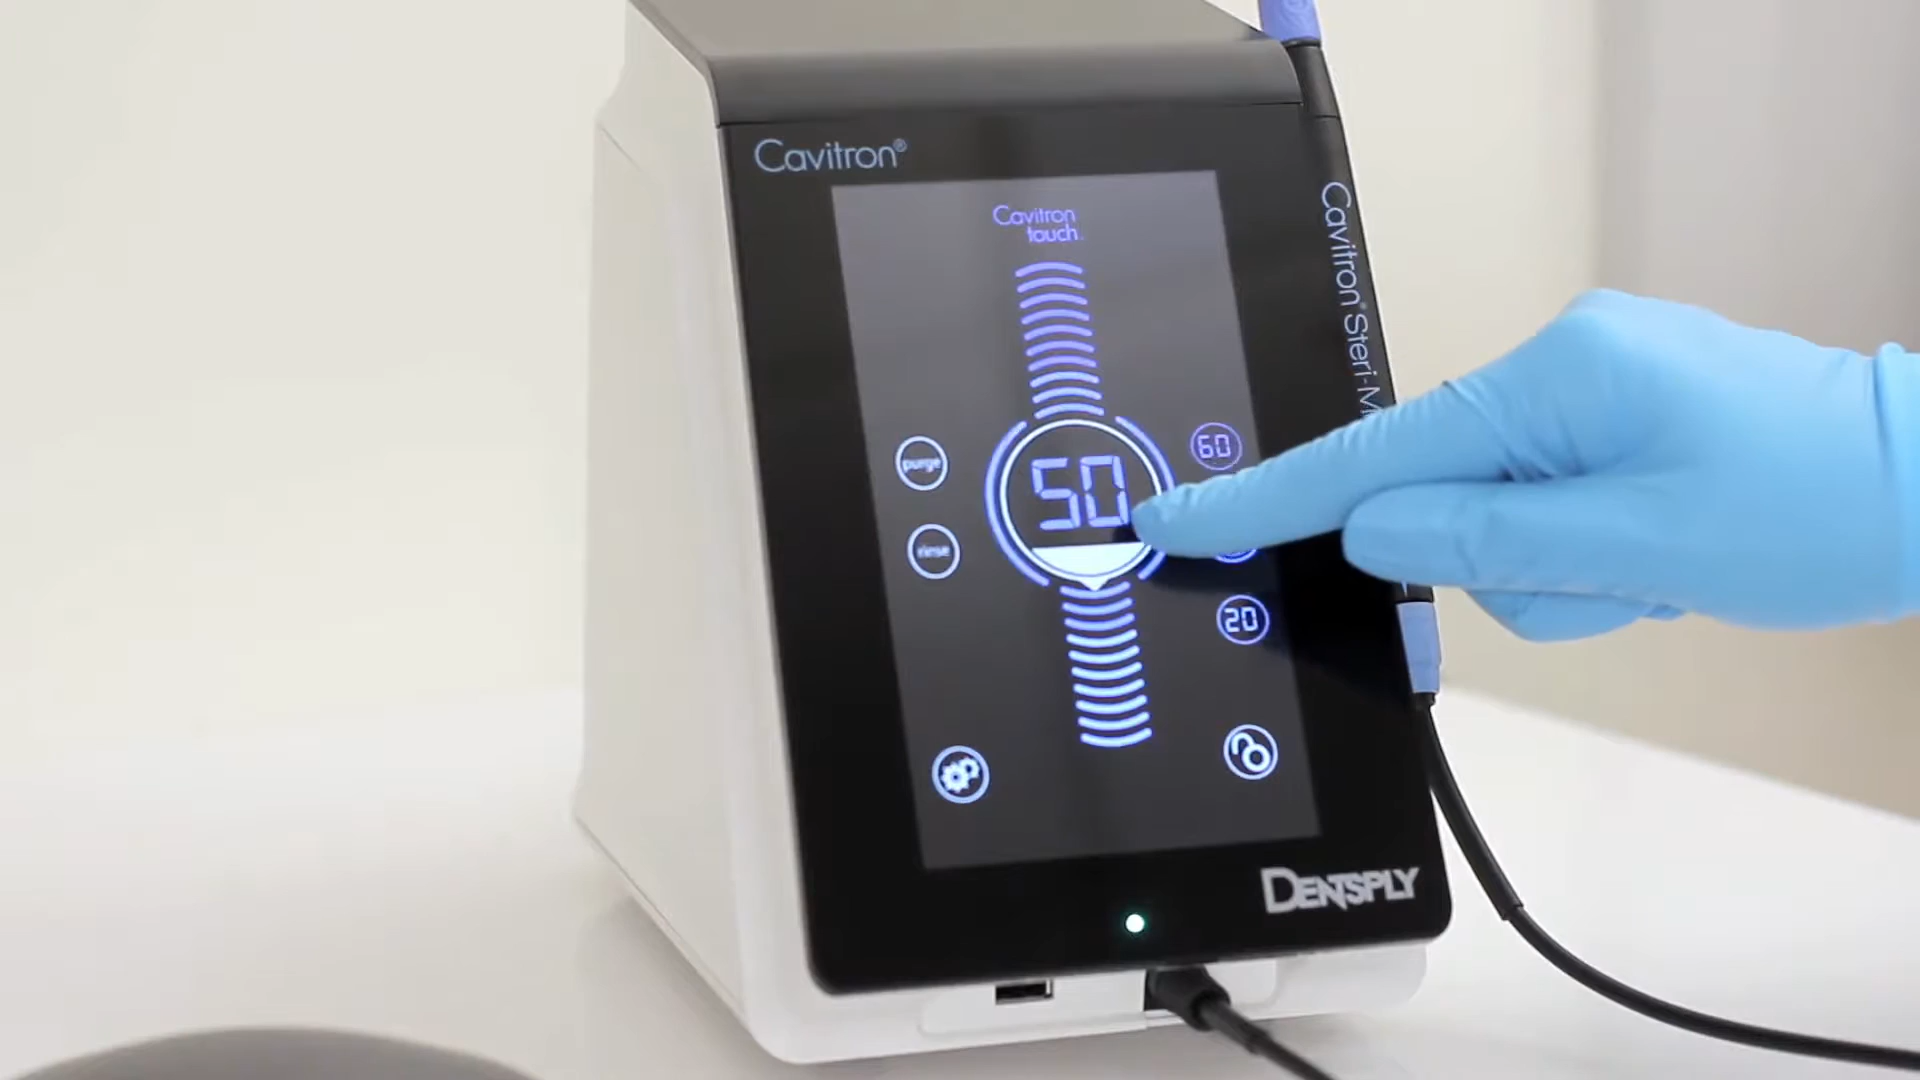 Cavitron®
Cavitron
touch.
Cavitron® Steri-M
purge
50
60
rinse
20
DENTSPLY